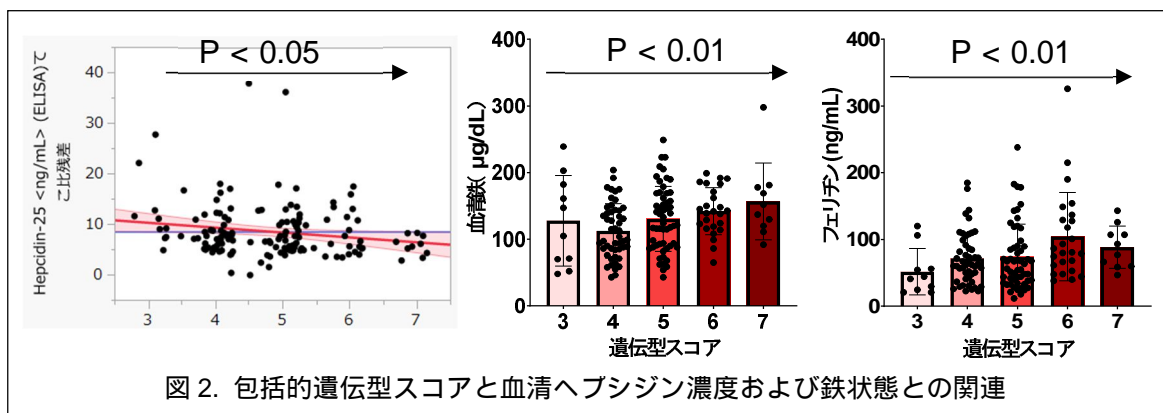 P < 0.05
Hepcidin-25 <ng/mL> (ELISA)て
こ比残差
40
30
20
10
0
3 4 5 6 7
P < 0.01
血清鉄( μg/dL)
400
300
200
100
0
3 4 5 6 7
遺伝型スコア
P < 0.01
フェリチン(ng/mL)
400
300
200
100
0
3 4 5 6 7
遺伝型スコア
図 2. 包括的遺伝型スコアと血清ヘプシジン濃度および鉄状態との関連